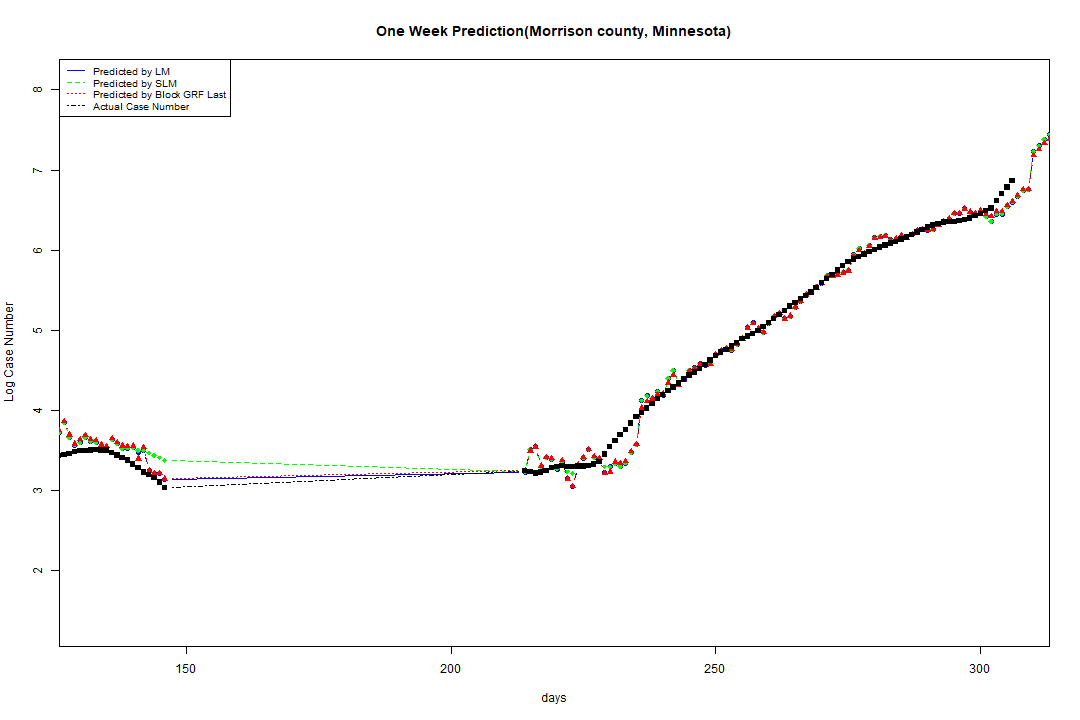 One Week Prediction(Morrison county, Minnesota)
Predicted by LM
Predicted by SLM
Predicted by Block GRF Last
Actual Case Number
8
7
6
5
4
3
2
Log Case Number
150 200 250 300
days